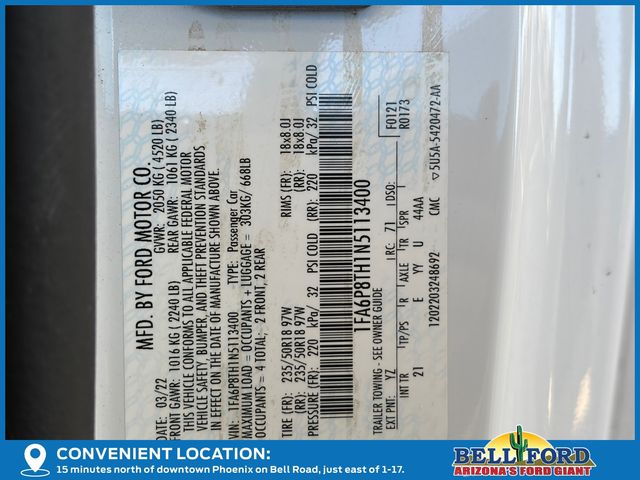 MFD. BY FORD MOTOR CO.
DATE: 03/22 GVWR: 2050 KG ( 4520 LB)
FRONT GAWR: 1016 KG ( 2240 LB) REAR GAWR: 1061 KG ( 2340 LB)
THIS VEHICLE CONFORMS TO ALL APPLICABLE FEDERAL MOTOR
VEHICLE SAFETY, BUMPER, AND THEFT PREVENTION STANDARDS
IN EFFECT ON THE DATE OF MANUFACTURE SHOWN ABOVE.
VIN: 1FA6P8TH1N5113400 TYPE: Passenger Car
MAXIMUM LOAD = OCCUPANTS + LUGGAGE = 303KG/ 668LB
OCCUPANTS = 4 TOTAL; 2 FRONT, 2 REAR
TIRE (FR): 235/50R18 97W RIMS (FR): 18x8.0J
TIRE (RR): 235/50R18 97W (RR): 18x8.0J
PRESSURE (FR): 220 kPa/ 32 PSI COLD (RR): 220 kPa/ 32 PSI COLD
1FA6P8TH1N5113400
F0121
R0173
TRAILER TOWING - SEE OWNER GUIDE
EXT PNT: YZ RC: 71 DSO:
INT TR TP/PS R AXLE TR SPR
21 E YY U 44AA
1202203248692 CMC ▽5U5A-5420472-AA
CONVENIENT LOCATION:
15 minutes north of downtown Phoenix on Bell Road, just east of 1-17.
BELL FORD
ARIZONA'S FORD GIANT